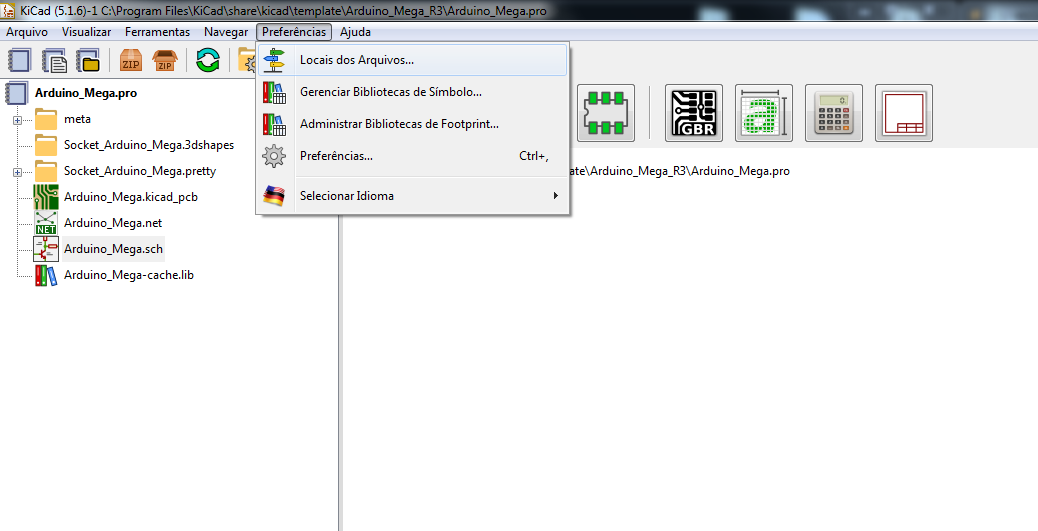 KiCad (5.1.6)-1 C:\Program Files\KiCad\share\kicad\template\Arduino_Mega_R3\Arduino_Mega.pro
Arquivo Visualizar Ferramentas Navegar Preferências Ajuda
ZIP ZIP
Locais dos Arquivos...
Gerenciar Bibliotecas de Símbolo...
Administrar Bibliotecas de Footprint...
Preferências... Ctrl+,
Selecionar Idioma
GBR a 0.
late\Arduino_Mega_R3\Arduino_Mega.pro
Arduino_Mega.pro
meta
Socket_Arduino_Mega.3dshapes
Socket_Arduino_Mega.pretty
Arduino_Mega.kicad_pcb
NET Arduino_Mega.net
Arduino_Mega.sch
Arduino_Mega-cache.lib